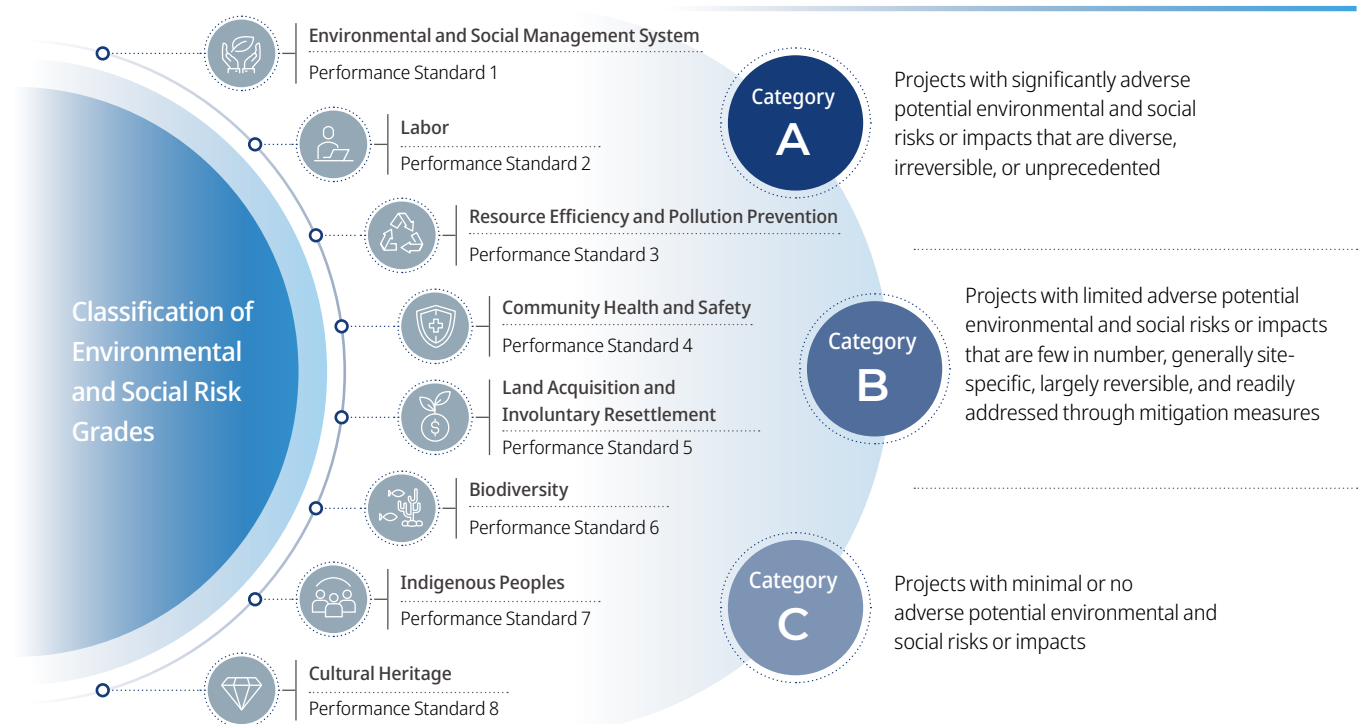 Classification of
Environmental
and Social Risk
Grades
Environmental and Social Management System
Performance Standard 1
Labor
Performance Standard 2
Resource Efficiency and Pollution Prevention
Performance Standard 3
Community Health and Safety
Performance Standard 4
Land Acquisition and
Involuntary Resettlement
Performance Standard 5
Biodiversity
Performance Standard 6
Indigenous Peoples
Performance Standard 7
Cultural Heritage
Performance Standard 8
Category
A
Projects with significantly adverse
potential environmental and social
risks or impacts that are diverse,
irreversible, or unprecedented
Category
B
Projects with limited adverse potential
environmental and social risks or impacts
that are few in number, generally site-
specific, largely reversible, and readily
addressed through mitigation measures
Category
C
Projects with minimal or no
adverse potential environmental and
social risks or impacts